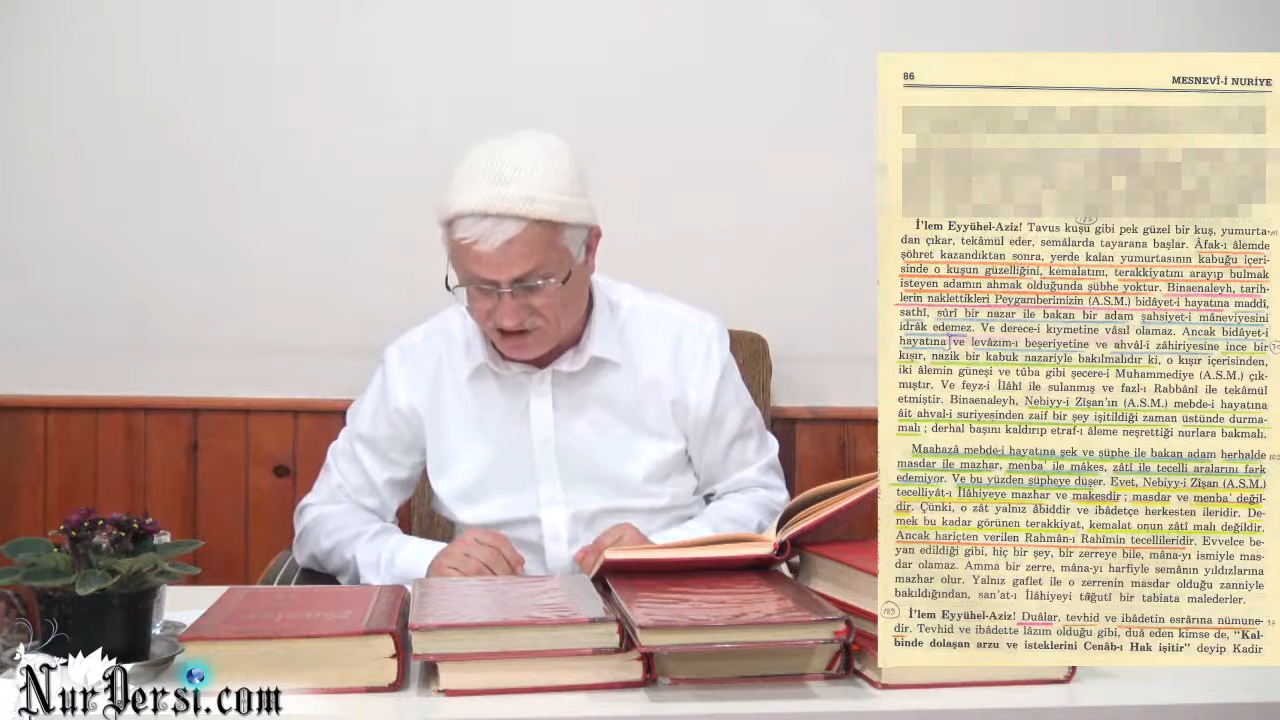 86 MESNEVÎ-İ NURİYE
İ'lem Eyyühel-Aziz! Tavus kuşu gibi pek güzel bir kuş, yumurta-
dan çıkar, tekâmül eder, semâlarda tayarana başlar. Âfak-ı âlemde
şöhret kazandıktan sonra, yerde kalan yumurtasının kabuğu içeri-
sinde o kuşun güzelliğini, kemalatını, terakkiyatını arayıp bulmak
isteyen adamın ahmak olduğunda şübhe yoktur. Binaenaleyh, tarih-
lerin naklettikleri Peygamberimizin (A.S.M.) bidâyet-i hayatına maddî,
sathî, sûrî bir nazar ile bakan bir adam şahsiyet-i mâneviyesini
idrâk edemez. Ve derece-i kıymetine vâsıl olamaz. Ancak bidâyet-i
hayatına ve levâzım-ı beşeriyetine ve ahvâl-i zâhiriyesine ince bir
kışır, nazik bir kabuk nazariyle bakılmalıdır ki, o kışır içerisinden,
iki âlemin güneşi ve tûba gibi şecere-i Muhammediye (A.S.M.) çık-
mıştır. Ve feyz-i İlâhî ile sulanmış ve fazl-ı Rabbânî ile tekâmül
etmiştir. Binaenaleyh, Nebiyy-i Zîşan'ın (A.S.M.) mebde-i hayatına
âit ahval-i suriyesinden zaif bir şey işitildiği zaman üstünde durma-
malı ; derhal başını kaldırıp etraf-ı âleme neşrettiği nurlara bakmalı.
Maahazâ mebde-i hayatına şek ve şüphe ile bakan adam herhalde
masdar ile mazhar, menba' ile mâkes, zâtî ile tecelli aralarını fark
edemiyor. Ve bu yüzden şüpheye düşer. Evet, Nebiyy-i Zîşan (A.S.M.)
tecelliyât-ı İlâhiyeye mazhar ve makesdir ; masdar ve menba' değil-
dir. Çünki, o zât yalnız âbiddir ve ibâdetçe herkesten ileridir. De-
mek bu kadar görünen terakkiyat, kemalat onun zâtî malı değildir.
Ancak hariçten verilen Rahmân-ı Rahîmin tecellileridir. Evvelce be-
yan edildiği gibi, hiç bir şey, bir zerreye bile, mâna-yı ismiyle mas-
dar olamaz. Amma bir zerre, mâna-yı harfiyle semânın yıldızlarına
mazhar olur. Yalnız gaflet ile o zerrenin masdar olduğu zanniyle
bakıldığından, san'at-ı İlâhiyeyi tâğutî bir tabiata malederler.
İ'lem Eyyühel-Aziz! Duâlar, tevhid ve ibâdetin esrârına nümune-
dir. Tevhid ve ibâdette lâzım olduğu gibi, duâ eden kimse de, "Kal-
binde dolaşan arzu ve isteklerini Cenâb-ı Hak işitir" deyip Kadir
NurDersi.com